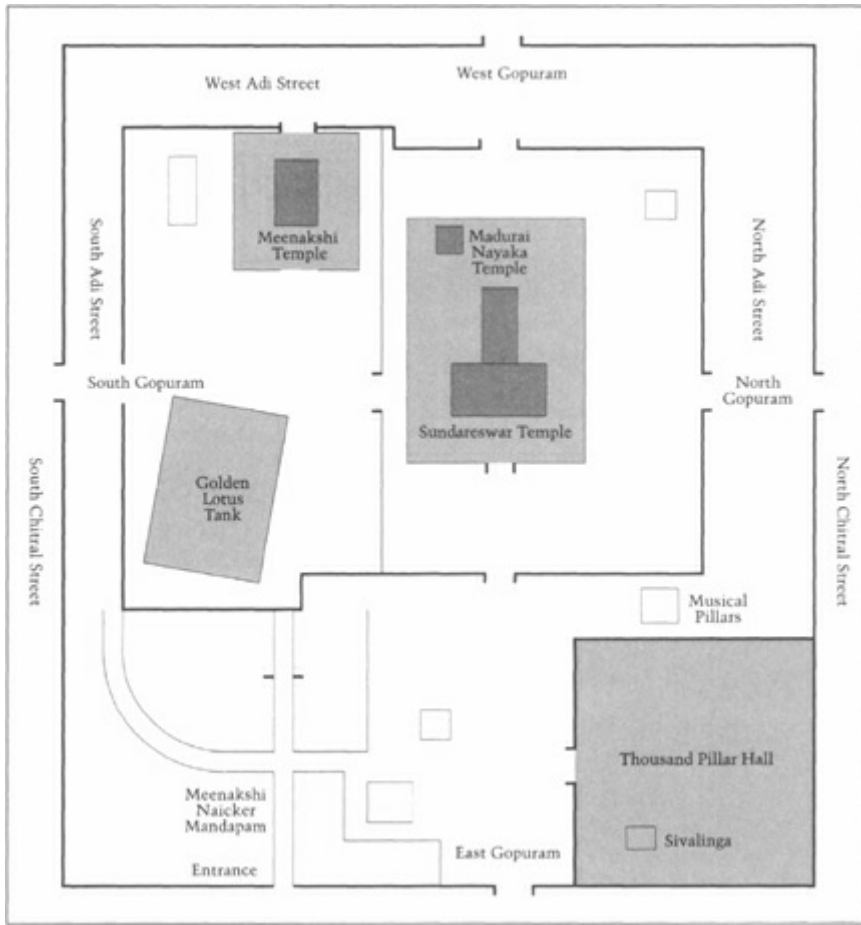 West Gopuram
West Adi Street
South Adi Street
North Adi Street
Meenakshi
Temple
Madurai
Nayaka
Temple
South Gopuram
North
Gopuram
Sundareswar Temple
Golden
Lotus
Tank
South Chitral Street
North Chitral Street
Musical
Pillars
Thousand Pillar Hall
Meenakshi
Naicker
Mandapam
Sivalinga
East Gopuram
Entrance